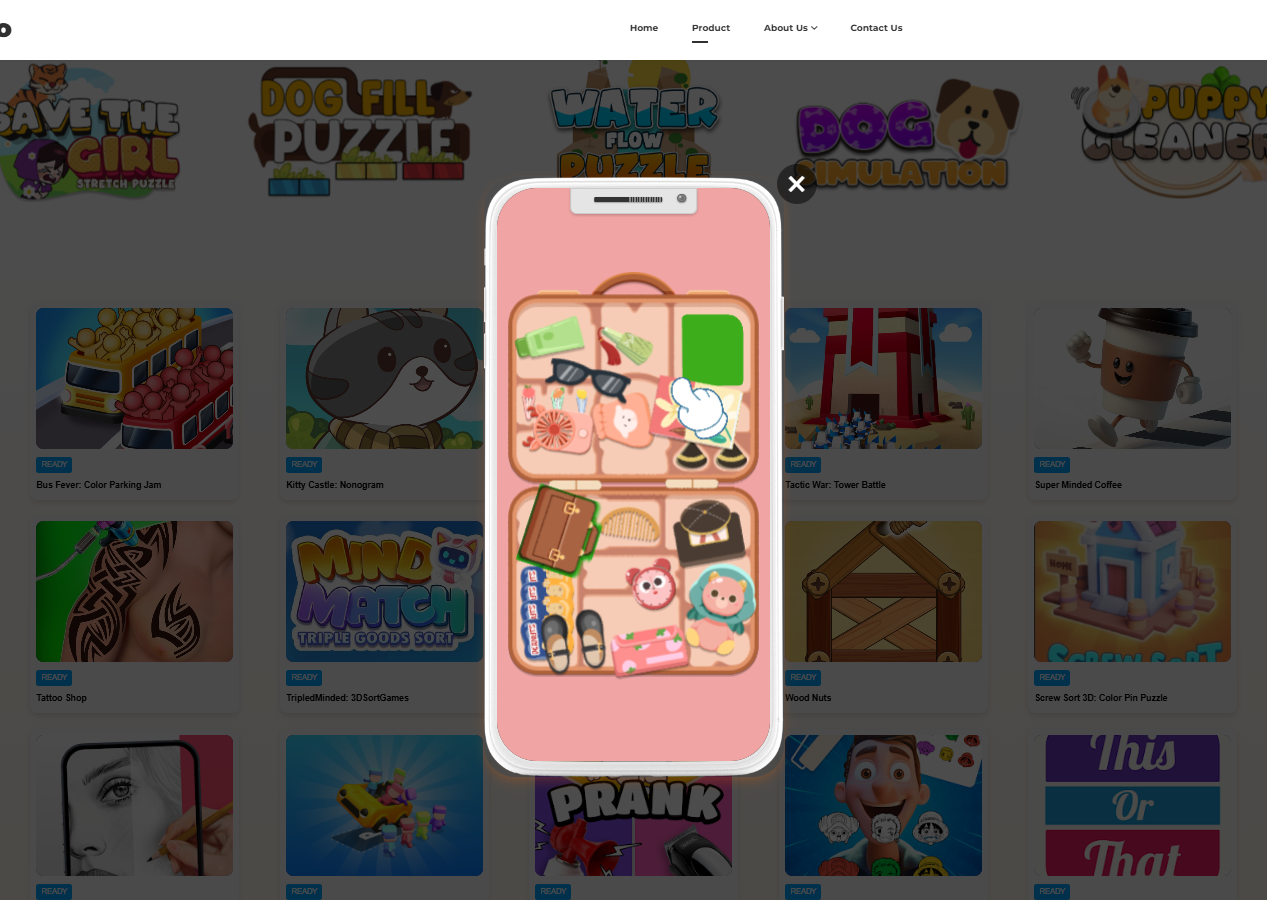 o
Home Product About Us Contact Us
SAVE THE
GIRL
STRETCH PUZZLE
DOG FILL
PUZZLE
WATER
FLOW
PUZZLE
DOG
SIMULATION
PUPPY
CLEANER
READY
Bus Fever: Color Parking Jam
READY
Kitty Castle: Nonogram
READY
Tactic War: Tower Battle
READY
Super Minded Coffee
MIND
MATCH
TRIPLE GOODS SORT
HOME
SCREW SORT
READY
Tattoo Shop
READY
TripledMinded: 3DSortGames
READY
Wood Nuts
READY
Screw Sort 3D: Color Pin Puzzle
PRANK
This
Or
That
READY
READY
READY
READY
READY